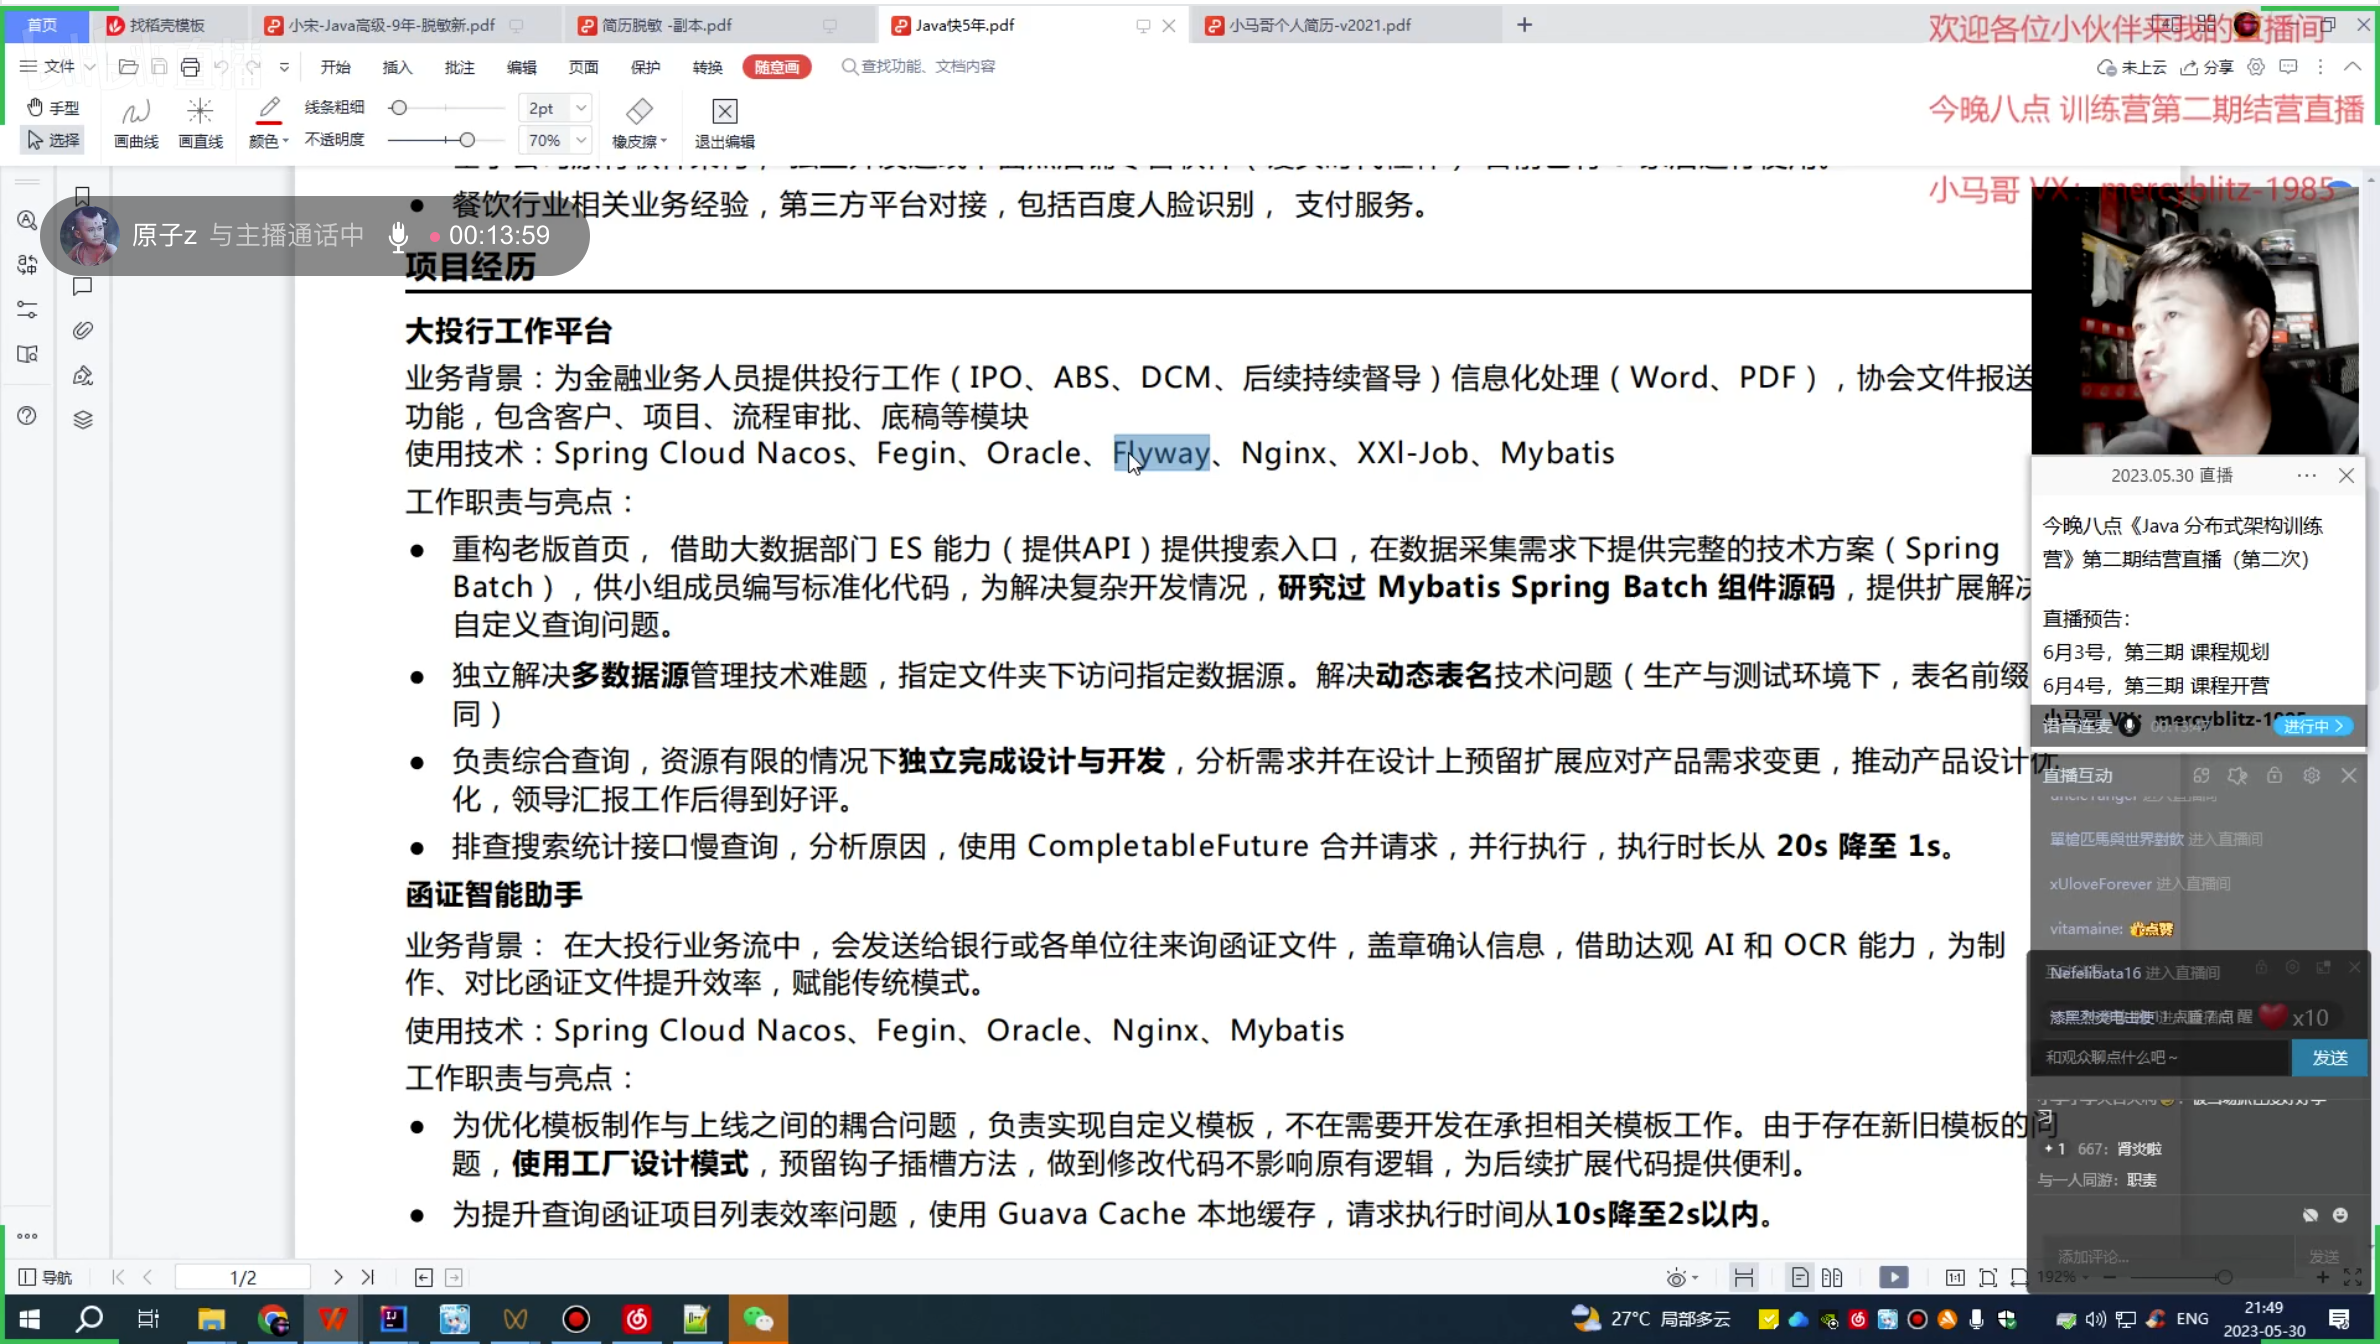 首页
找稻壳模板
小宋-Java高级-9年-脱敏新.pdf
简历脱敏 -副本.pdf
Java快5年.pdf
小马哥个人简历-v2021.pdf
欢迎各位小伙伴来我的直播间
文件
开始
插入
批注
编辑
页面
保护
转换
随意画
查找功能、文档内容
未上云
分享
手型
选择
画曲线
画直线
颜色
线条粗细
2pt
不透明度
70%
橡皮擦
退出编辑
今晚八点 训练营第二期结营直播
小马哥 VX：mercyblitz-1985
餐饮行业相关业务经验，第三方平台对接，包括百度人脸识别， 支付服务。
原子z 与主播通话中 00:13:59
项目经历
大投行工作平台
业务背景：为金融业务人员提供投行工作（IPO、ABS、DCM、后续持续督导）信息化处理（Word、PDF），协会文件报送
功能，包含客户、项目、流程审批、底稿等模块
使用技术：Spring Cloud Nacos、Fegin、Oracle、Flyway、Nginx、XXl-Job、Mybatis
工作职责与亮点：
● 重构老版首页， 借助大数据部门 ES 能力（提供API）提供搜索入口，在数据采集需求下提供完整的技术方案（Spring
Batch），供小组成员编写标准化代码，为解决复杂开发情况，研究过 Mybatis Spring Batch 组件源码，提供扩展解决
自定义查询问题。
● 独立解决多数据源管理技术难题，指定文件夹下访问指定数据源。解决动态表名技术问题（生产与测试环境下，表名前缀
同）
● 负责综合查询，资源有限的情况下独立完成设计与开发，分析需求并在设计上预留扩展应对产品需求变更，推动产品设计优
化，领导汇报工作后得到好评。
● 排查搜索统计接口慢查询，分析原因，使用 CompletableFuture 合并请求，并行执行，执行时长从 20s 降至 1s。
函证智能助手
业务背景： 在大投行业务流中，会发送给银行或各单位往来询函证文件，盖章确认信息，借助达观 AI 和 OCR 能力，为制
作、对比函证文件提升效率，赋能传统模式。
使用技术：Spring Cloud Nacos、Fegin、Oracle、Nginx、Mybatis
工作职责与亮点：
● 为优化模板制作与上线之间的耦合问题，负责实现自定义模板，不在需要开发在承担相关模板工作。由于存在新旧模板的问
题，使用工厂设计模式，预留钩子插槽方法，做到修改代码不影响原有逻辑，为后续扩展代码提供便利。
● 为提升查询函证项目列表效率问题，使用 Guava Cache 本地缓存，请求执行时间从10s降至2s以内。
2023.05.30 直播
今晚八点《Java 分布式架构训练
营》第二期结营直播（第二次）
直播预告：
6月3号，第三期 课程规划
6月4号，第三期 课程开营
语音连麦
进行中 >
直播互动
單槍匹馬與世界對飲 进入直播间
xUloveForever 进入直播间
vitamaine: 点赞
Nefelibata16 进入直播间
x10
和观众聊点什么吧～
发送
667：肾炎啦
与一人同游：职责
添加评论...
发送
导航
1/2
192%
27°C 局部多云
ENG
21:49
2023-05-30